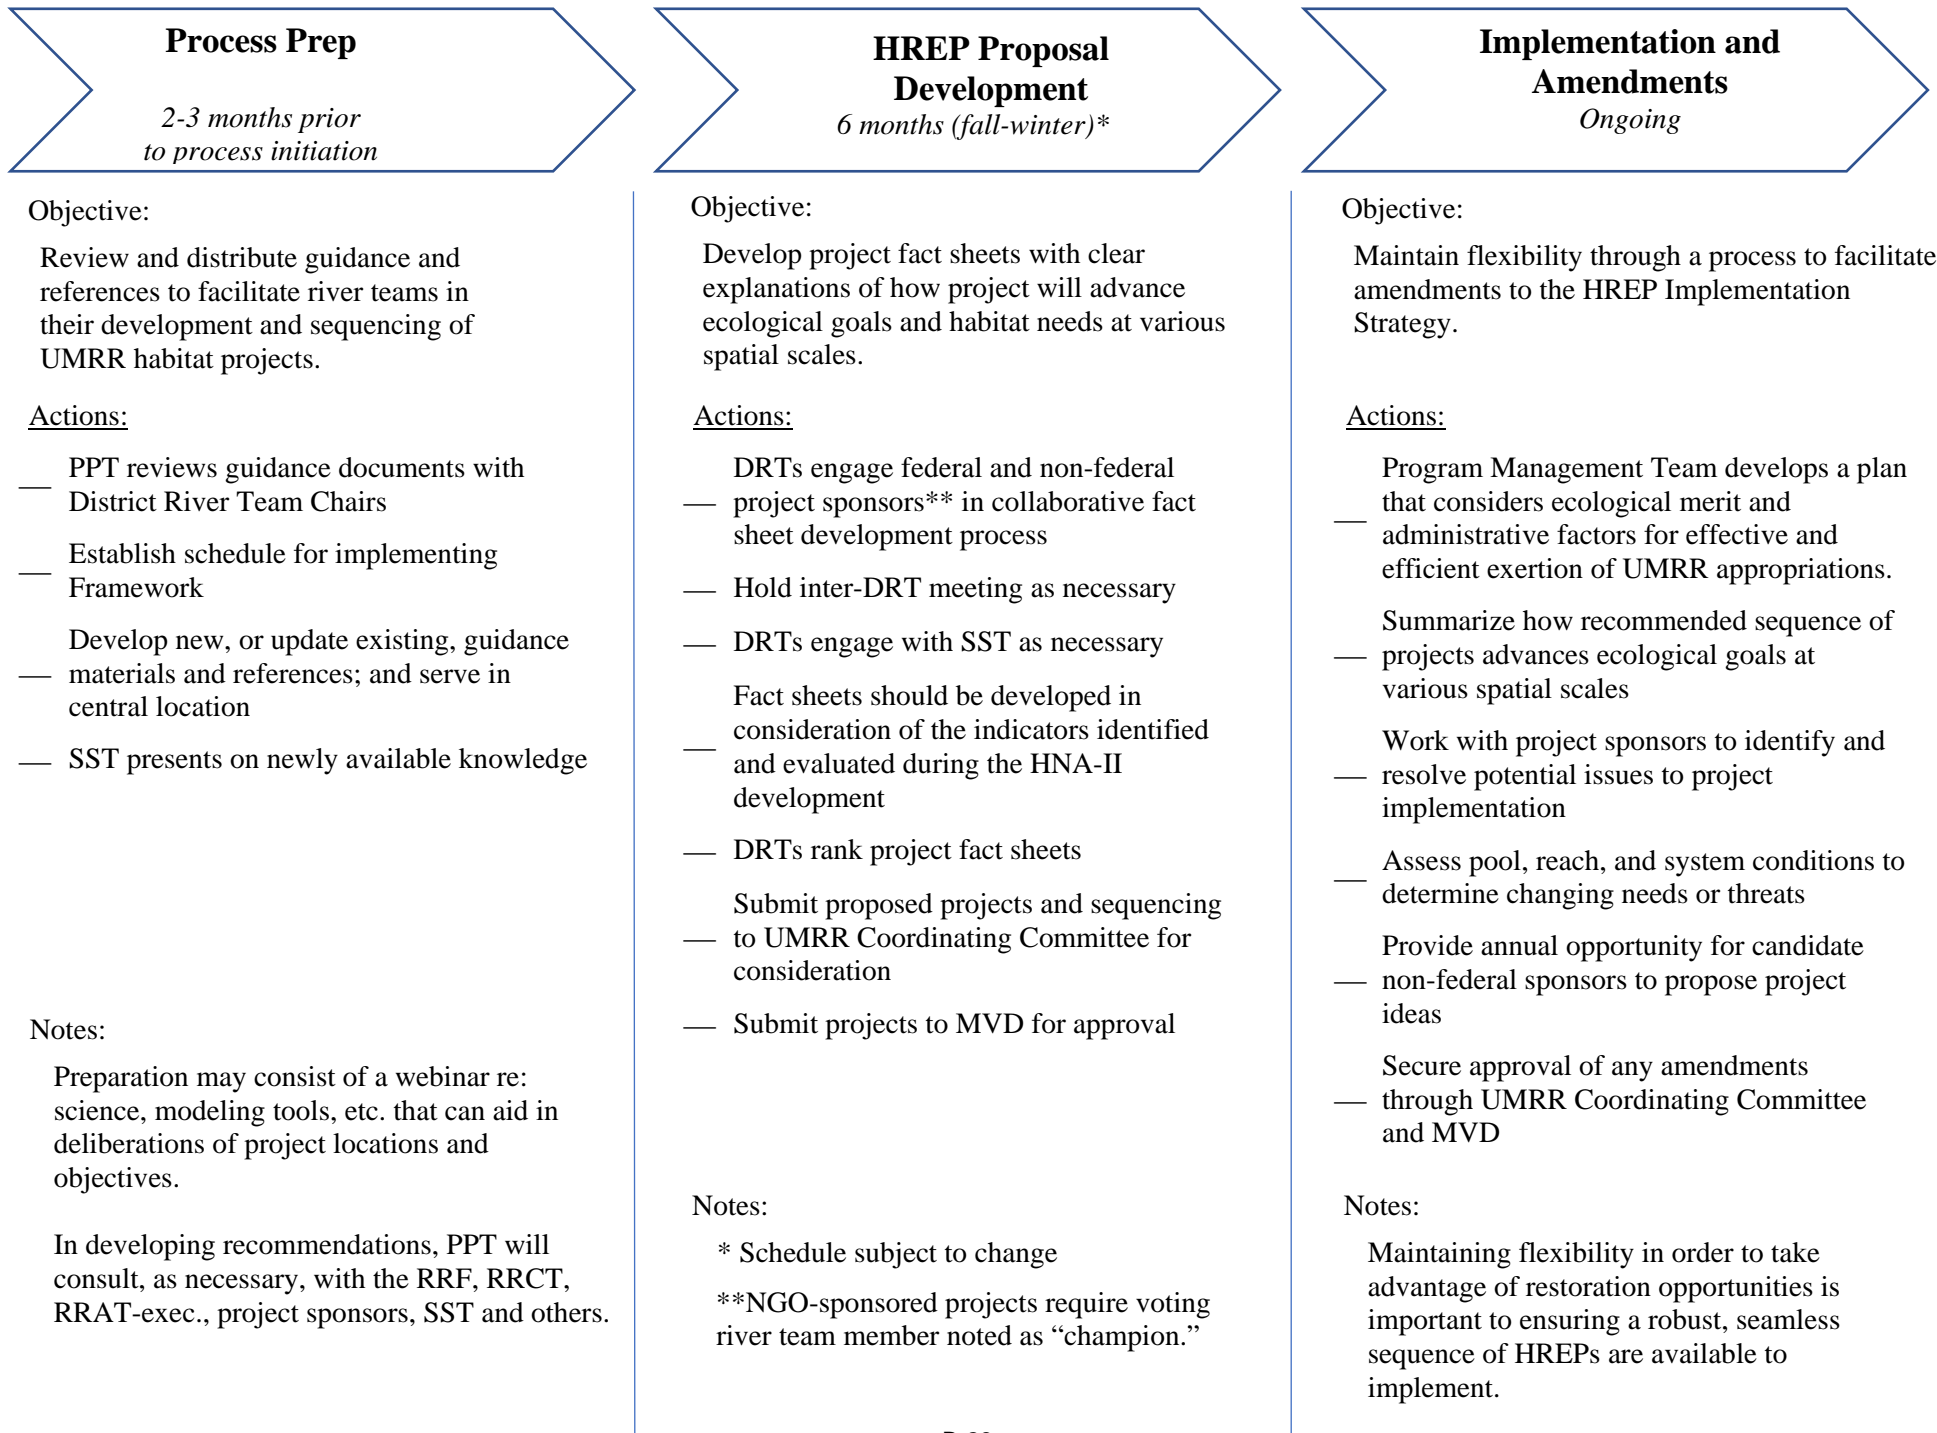 Process Prep
2-3 months prior
to process initiation
Objective:
Review and distribute guidance and
references to facilitate river teams in
their development and sequencing of
UMRR habitat projects.
Actions:
PPT reviews guidance documents with
District River Team Chairs
Establish schedule for implementing
Framework
Develop new, or update existing, guidance
materials and references; and serve in
central location
SST presents on newly available knowledge
Notes:
Preparation may consist of a webinar re:
science, modeling tools, etc. that can aid in
deliberations of project locations and
objectives.
In developing recommendations, PPT will
consult, as necessary, with the RRF, RRCT,
RRAT-exec., project sponsors, SST and others.
HREP Proposal
Development
6 months (fall-winter)*
Objective:
Develop project fact sheets with clear
explanations of how project will advance
ecological goals and habitat needs at various
spatial scales.
Actions:
DRTs engage federal and non-federal
project sponsors** in collaborative fact
sheet development process
Hold inter-DRT meeting as necessary
DRTs engage with SST as necessary
Fact sheets should be developed in
consideration of the indicators identified
and evaluated during the HNA-II
development
DRTs rank project fact sheets
Submit proposed projects and sequencing
to UMRR Coordinating Committee for
consideration
Submit projects to MVD for approval
Notes:
* Schedule subject to change
**NGO-sponsored projects require voting
river team member noted as “champion.”
Implementation and
Amendments
Ongoing
Objective:
Maintain flexibility through a process to facilitate
amendments to the HREP Implementation
Strategy.
Actions:
Program Management Team develops a plan
that considers ecological merit and
administrative factors for effective and
efficient exertion of UMRR appropriations.
Summarize how recommended sequence of
projects advances ecological goals at
various spatial scales
Work with project sponsors to identify and
resolve potential issues to project
implementation
Assess pool, reach, and system conditions to
determine changing needs or threats
Provide annual opportunity for candidate
non-federal sponsors to propose project
ideas
Secure approval of any amendments
through UMRR Coordinating Committee
and MVD
Notes:
Maintaining flexibility in order to take
advantage of restoration opportunities is
important to ensuring a robust, seamless
sequence of HREPs are available to
implement.